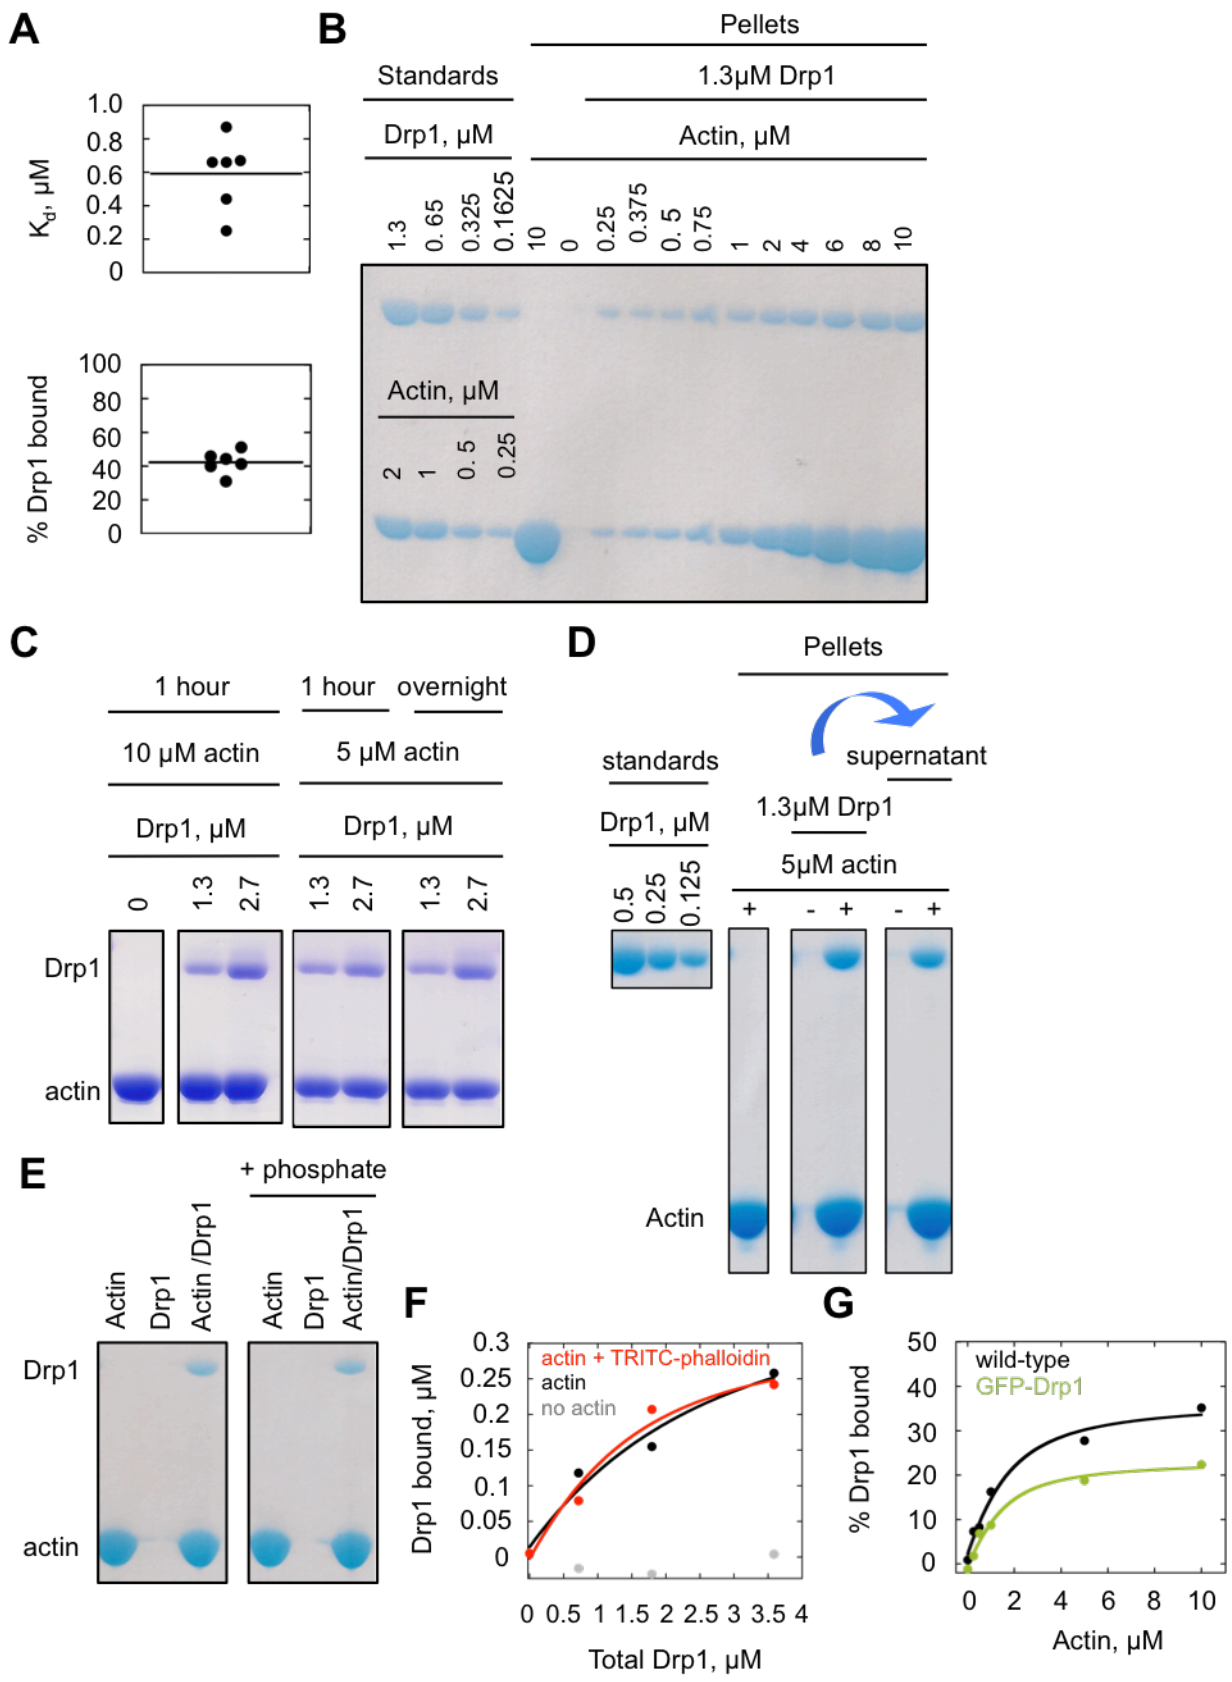 A
1.0
0.8
0.6
0.4
0.2
0
Kd, µM
100
80
60
40
20
0
% Drp1 bound
B
Pellets
Standards
1.3µM Drp1
Drp1, µM
Actin, µM
1.3
0. 65
0.325
0.1625
10
0
0.25
0.375
0. 5
0.75
1
2
4
6
8
10
Actin, µM
2
1
0. 5
0.25
C
1 hour
1 hour
overnight
10 µM actin
5 µM actin
Drp1, µM
Drp1, µM
0
1.3
2.7
1.3
2.7
1.3
2.7
Drp1
actin
D
Pellets
supernatant
standards
1.3µM Drp1
Drp1, µM
5µM actin
0.5
0.25
0.125
+
-
+
-
+
Actin
E
+ phosphate
Actin
Drp1
Actin /Drp1
Actin
Drp1
Actin/Drp1
Drp1
actin
F
0.3
0.25
0.2
0.15
0.1
0.05
0
Drp1 bound, µM
actin + TRITC-phalloidin
actin
no actin
0 0.5 1 1.5 2 2.5 3 3.5 4
Total Drp1, µM
G
50
40
30
20
10
0
% Drp1 bound
wild-type
GFP-Drp1
0 2 4 6 8 10
Actin, µM